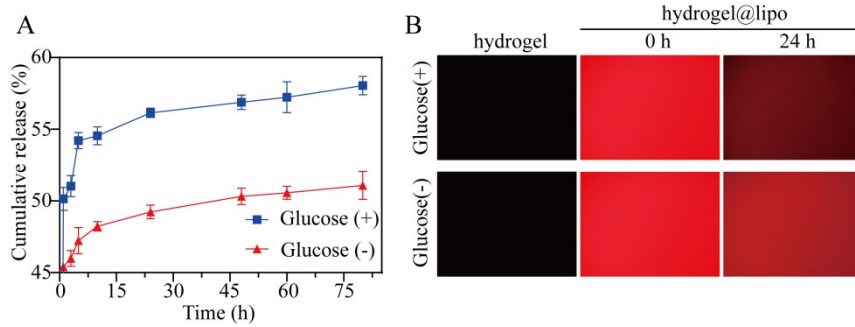 A
Cumulative release (%)
60
55
50
45
0
15
30
45
60
75
Time (h)
Glucose (+)
Glucose (-)
B
hydrogel@lipo
hydrogel
0 h
24 h
Glucose(+)
Glucose(-)